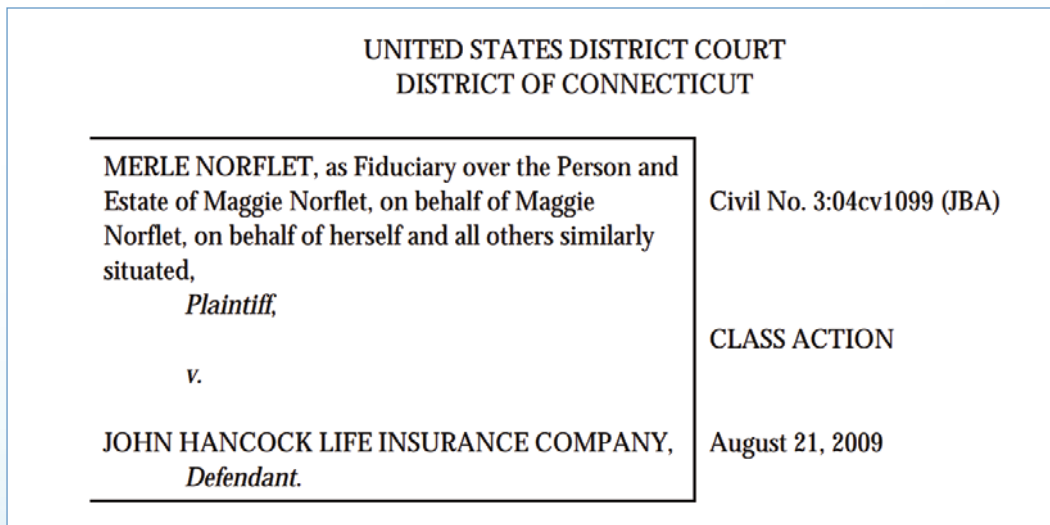 UNITED STATES DISTRICT COURT
DISTRICT OF CONNECTICUT
MERLE NORFLET, as Fiduciary over the Person and
Estate of Maggie Norflet, on behalf of Maggie
Norflet, on behalf of herself and all others similarly
situated,
Plaintiff,
v.
JOHN HANCOCK LIFE INSURANCE COMPANY,
Defendant.
Civil No. 3:04cv1099 (JBA)
CLASS ACTION
August 21, 2009